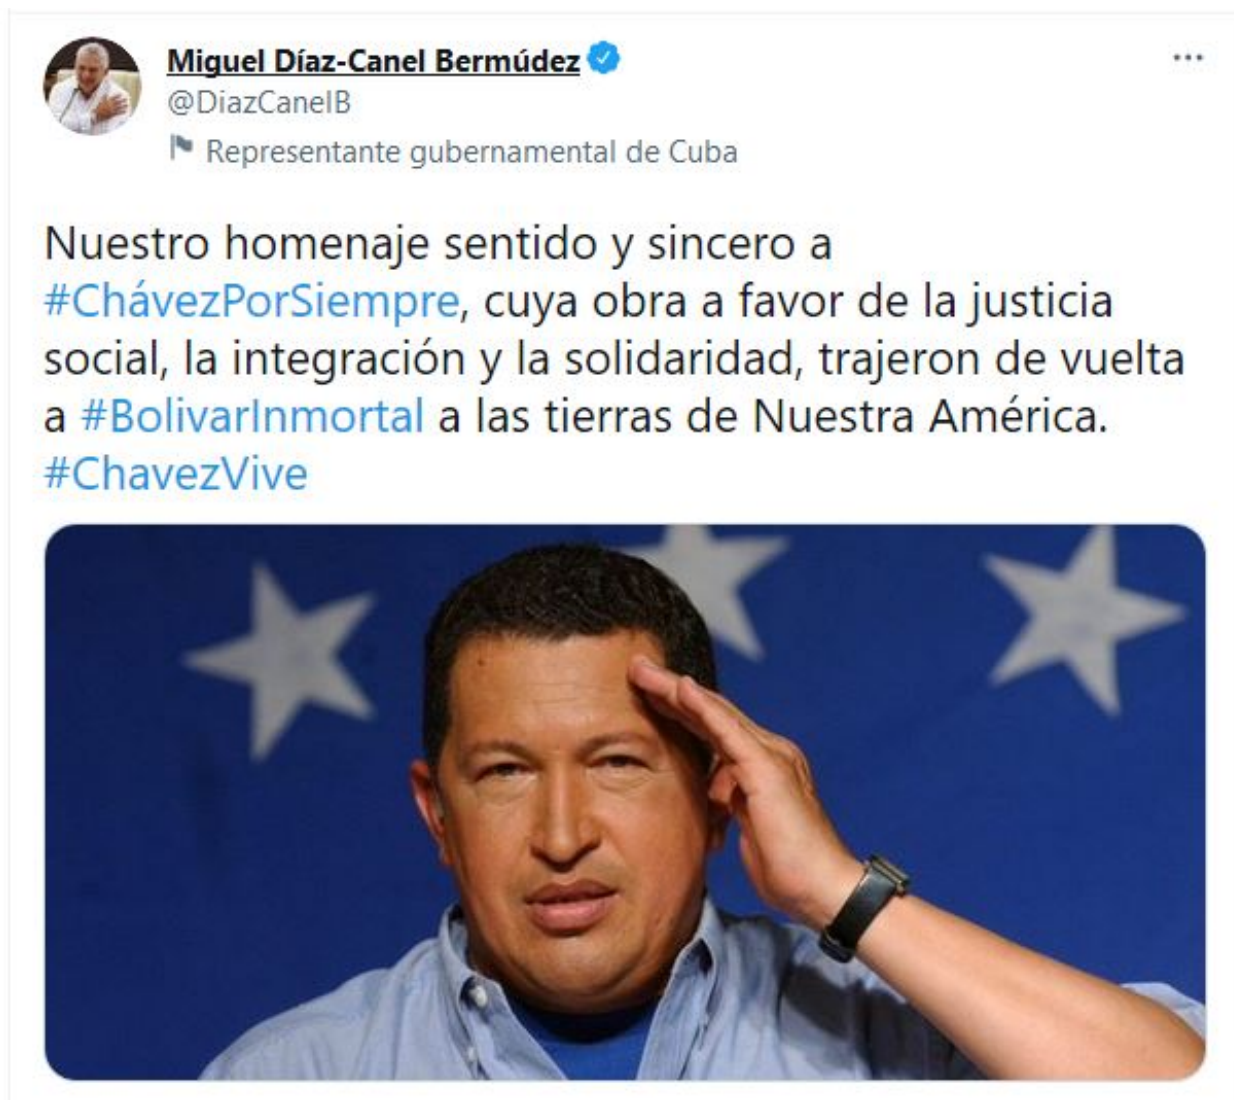 Miguel Díaz-Canel Bermúdez
@DiazCanelB
Representante gubernamental de Cuba
Nuestro homenaje sentido y sincero a
#ChávezPorSiempre, cuya obra a favor de la justicia
social, la integración y la solidaridad, trajeron de vuelta
a #BolivarInmortal a las tierras de Nuestra América.
#ChavezVive